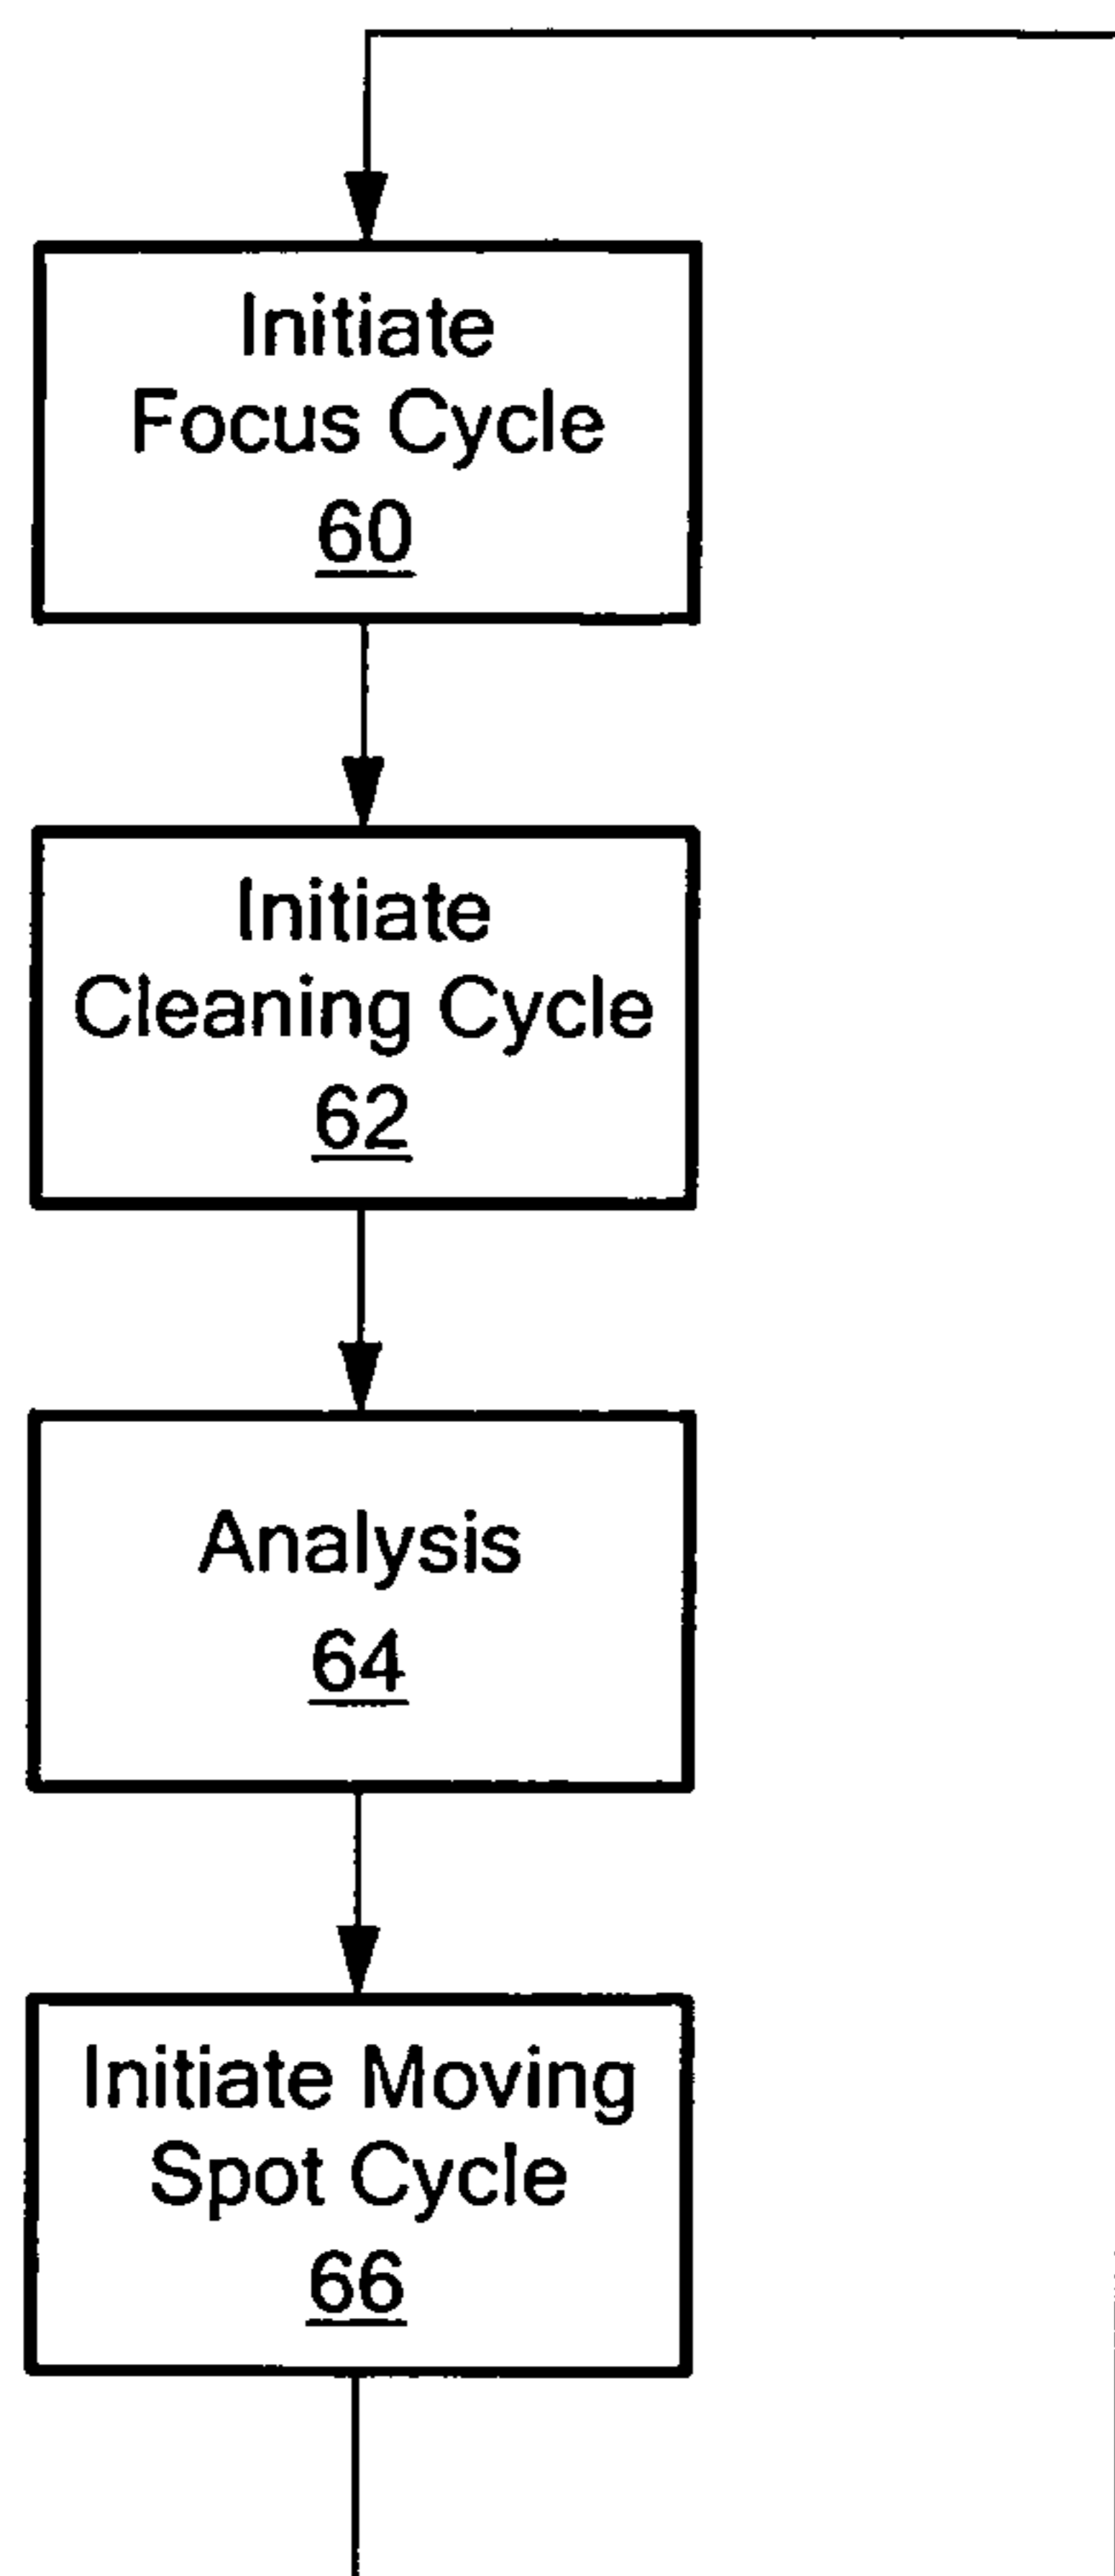 Initiate
Focus Cycle
60
Initiate
Cleaning Cycle
62
Analysis
64
Initiate Moving
Spot Cycle
66